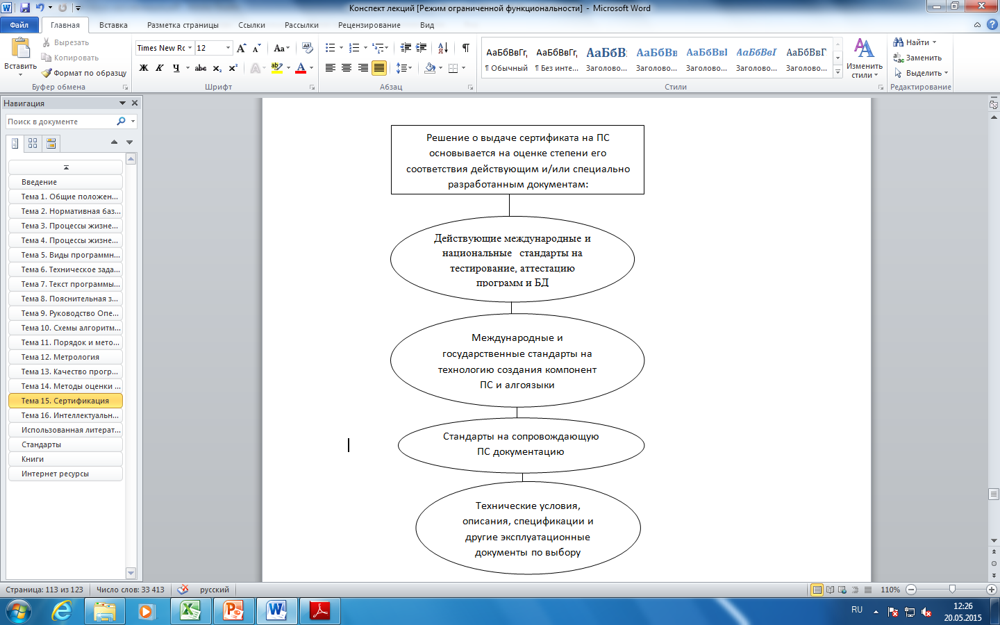 Конспект лекций [Режим ограниченной функциональности] - Microsoft Word
Файл
Главная
Вставка
Разметка страницы
Ссылки
Рассылки
Рецензирование
Вид
Вставить
Вырезать
Копировать
Формат по образцу
Буфер обмена
Times New Rc
12
Aa
Ж К Ч abc x₂ x²
Шрифт
Абзац
АаБбВвГг,
АаБбВвГг,
АаБбВ
АаБбВв
АаБбВвІ
АаБбВвІ
АаБбВвГ
¶ Обычный
¶ Без инте...
Заголово...
Заголово...
Заголово...
Заголово...
Заголово...
Изменить
стили
Стили
Найти
Заменить
Выделить
Редактирование
Навигация
Поиск в документе
Введение
Тема 1. Общие положен...
Тема 2. Нормативная баз...
Тема 3. Процессы жизне...
Тема 4. Процессы жизне...
Тема 5. Виды программн...
Тема 6. Техническое зада...
Тема 7. Текст программы...
Тема 8. Пояснительная з...
Тема 9. Руководство Опе...
Тема 10. Схемы алгоритм...
Тема 11. Порядок и мето...
Тема 12. Метрология
Тема 13. Качество прогр...
Тема 14. Методы оценки ...
Тема 15. Сертификация
Тема 16. Интеллектуальн...
Использованная литерат...
Стандарты
Книги
Интернет ресурсы
Решение о выдаче сертификата на ПС
основывается на оценке степени его
соответствия действующим и/или специально
разработанным документам:
Действующие международные и
национальные стандарты на
тестирование, аттестацию
программ и БД
Международные и
государственные стандарты на
технологию создания компонент
ПС и алгоязыки
Стандарты на сопровождающую
ПС документацию
Технические условия,
описания, спецификации и
другие эксплуатационные
документы по выбору
Страница: 113 из 123
Число слов: 33 413
русский
110%
RU
12:26
20.05.2015